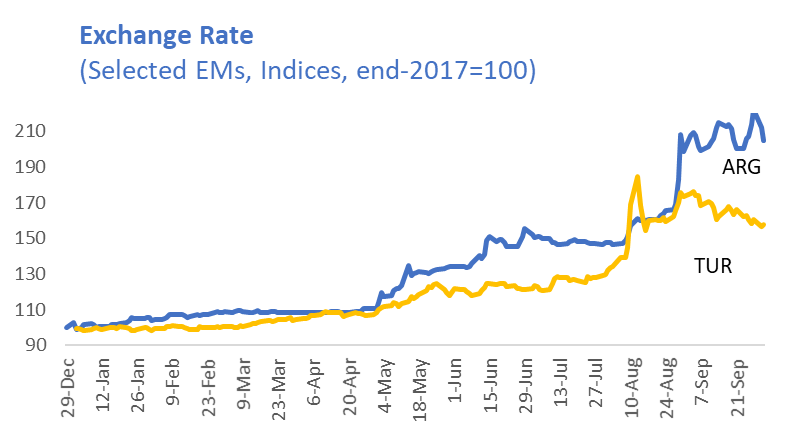 Exchange Rate
(Selected EMs, Indices, end-2017=100)
210
190
170
150
130
110
90
ARG
TUR
29-Dec
12-Jan
26-Jan
9-Feb
23-Feb
9-Mar
23-Mar
6-Apr
20-Apr
4-May
18-May
1-Jun
15-Jun
29-Jun
13-Jul
27-Jul
10-Aug
24-Aug
7-Sep
21-Sep